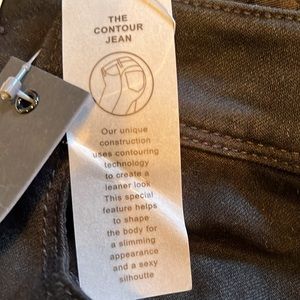 THE
CONTOUR
JEAN
Our unique
construction
uses contouring
technology
to create a
leaner look
This special
feature helps
to shape
the body for
a slimming
appearance
and a sexy
silhoutte